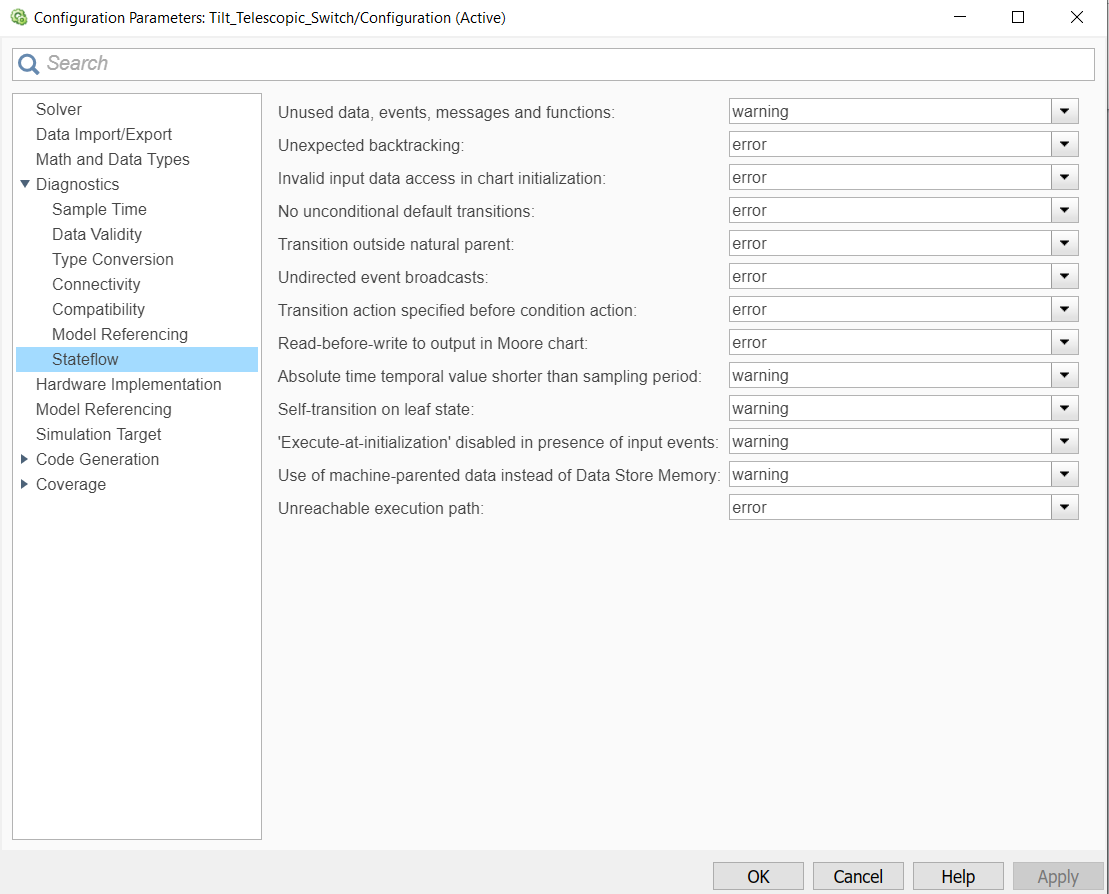 Configuration Parameters: Tilt_Telescopic_Switch/Configuration (Active)
Search
Solver
Data Import/Export
Math and Data Types
Diagnostics
Sample Time
Data Validity
Type Conversion
Connectivity
Compatibility
Model Referencing
Stateflow
Hardware Implementation
Model Referencing
Simulation Target
Code Generation
Coverage
Unused data, events, messages and functions: warning
Unexpected backtracking: error
Invalid input data access in chart initialization: error
No unconditional default transitions: error
Transition outside natural parent: error
Undirected event broadcasts: error
Transition action specified before condition action: error
Read-before-write to output in Moore chart: error
Absolute time temporal value shorter than sampling period: warning
Self-transition on leaf state: warning
'Execute-at-initialization' disabled in presence of input events: warning
Use of machine-parented data instead of Data Store Memory: warning
Unreachable execution path: error
OK Cancel Help Apply